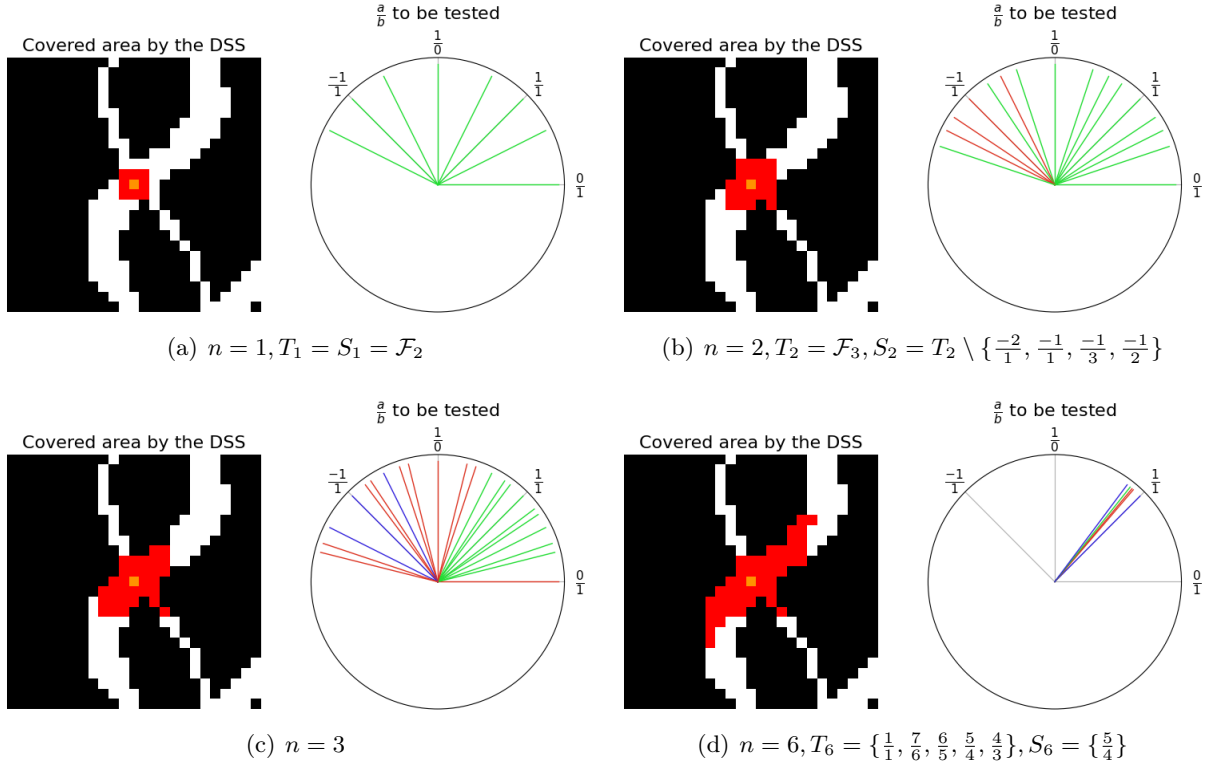 a/b to be tested
Covered area by the DSS
1/0
-1/1
1/1
0/1
(a) n = 1, T₁ = S₁ = ℱ₂
a/b to be tested
Covered area by the DSS
1/0
-1/1
1/1
0/1
(b) n = 2, T₂ = ℱ₃, S₂ = T₂ \ {-2/1, -1/1, -1/3, -1/2}
a/b to be tested
Covered area by the DSS
1/0
-1/1
1/1
0/1
(c) n = 3
a/b to be tested
Covered area by the DSS
1/0
-1/1
1/1
0/1
(d) n = 6, T₆ = {1/1, 7/6, 6/5, 5/4, 4/3}, S₆ = {5/4}